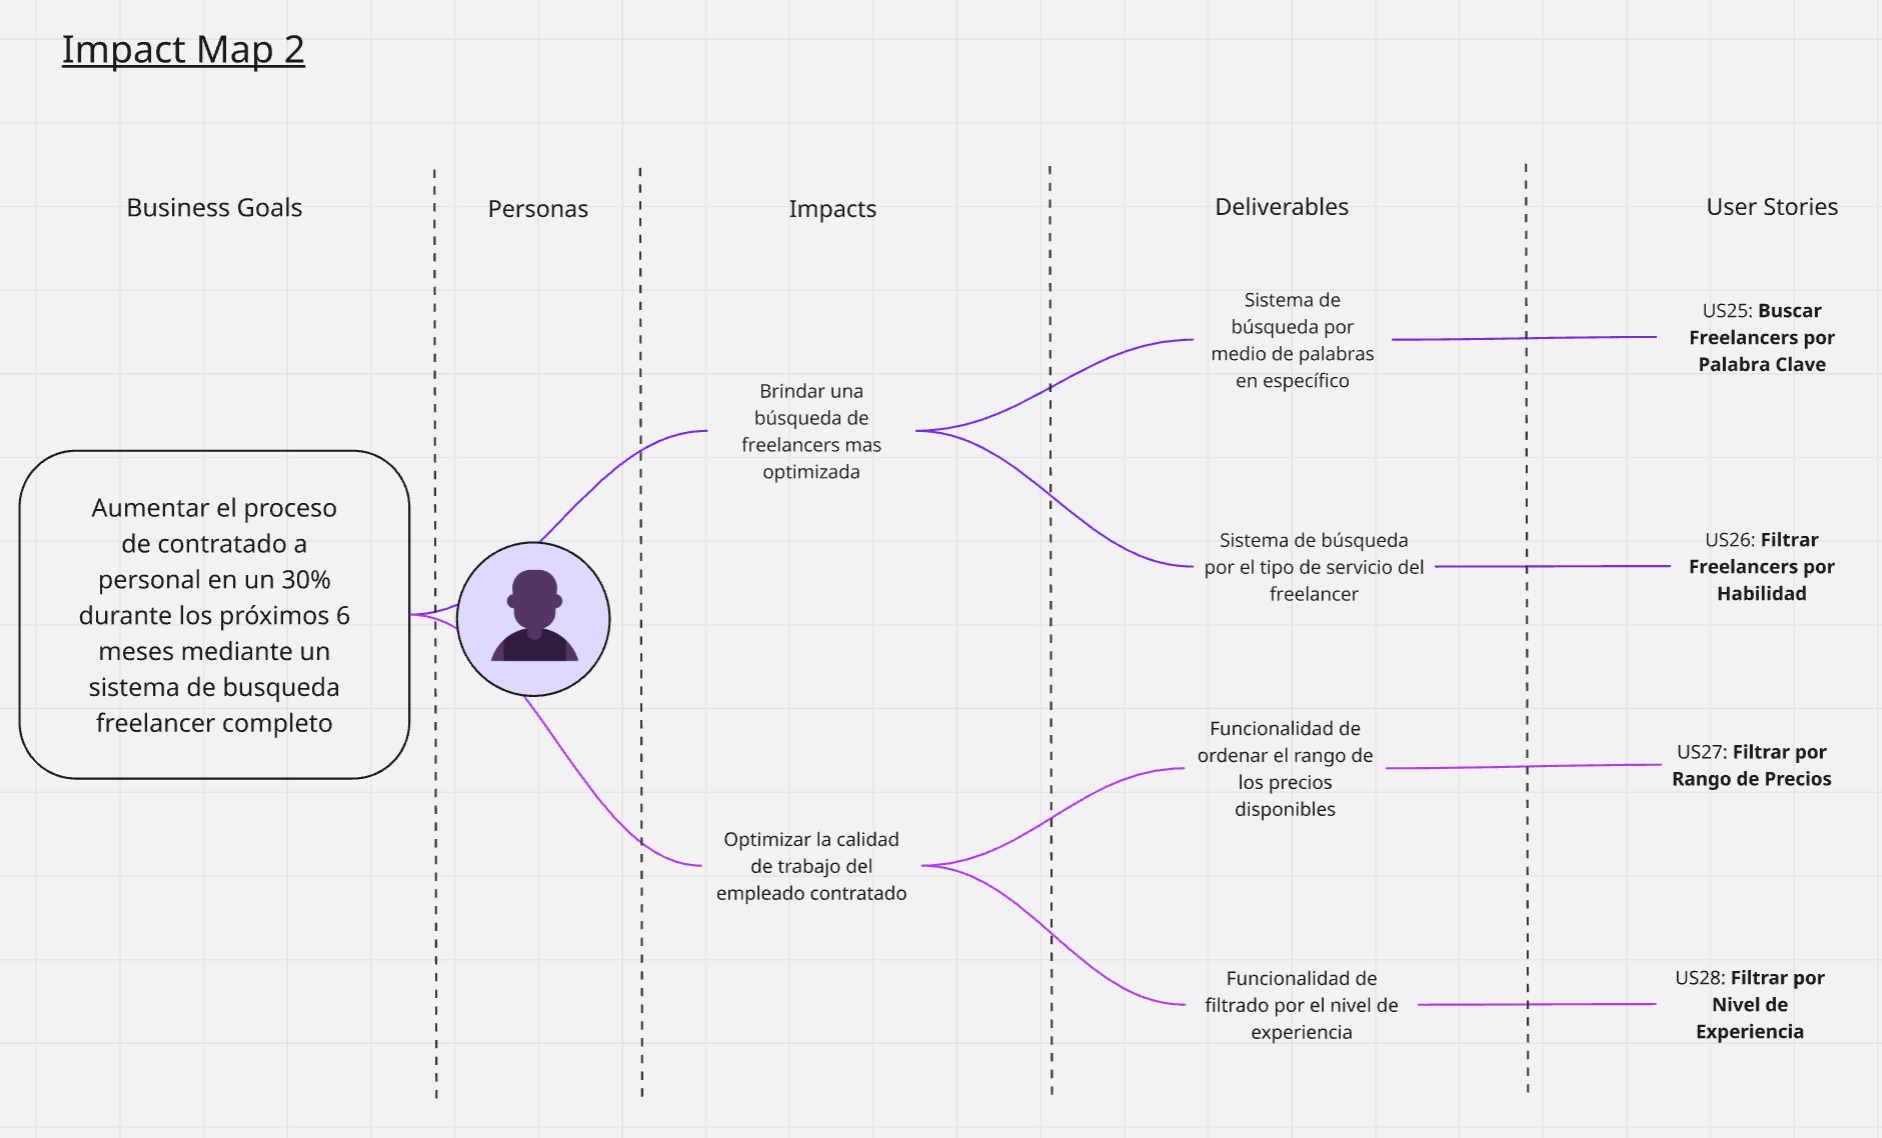 Impact Map 2
Business Goals
Personas
Impacts
Deliverables
User Stories
Aumentar el proceso
de contratado a
personal en un 30%
durante los próximos 6
meses mediante un
sistema de busqueda
freelancer completo
Brindar una
búsqueda de
freelancers mas
optimizada
Sistema de
búsqueda por
medio de palabras
en específico
US25: Buscar
Freelancers por
Palabra Clave
Sistema de búsqueda
por el tipo de servicio del
freelancer
US26: Filtrar
Freelancers por
Habilidad
Optimizar la calidad
de trabajo del
empleado contratado
Funcionalidad de
ordenar el rango de
los precios
disponibles
US27: Filtrar por
Rango de Precios
Funcionalidad de
filtrado por el nivel de
experiencia
US28: Filtrar por
Nivel de
Experiencia